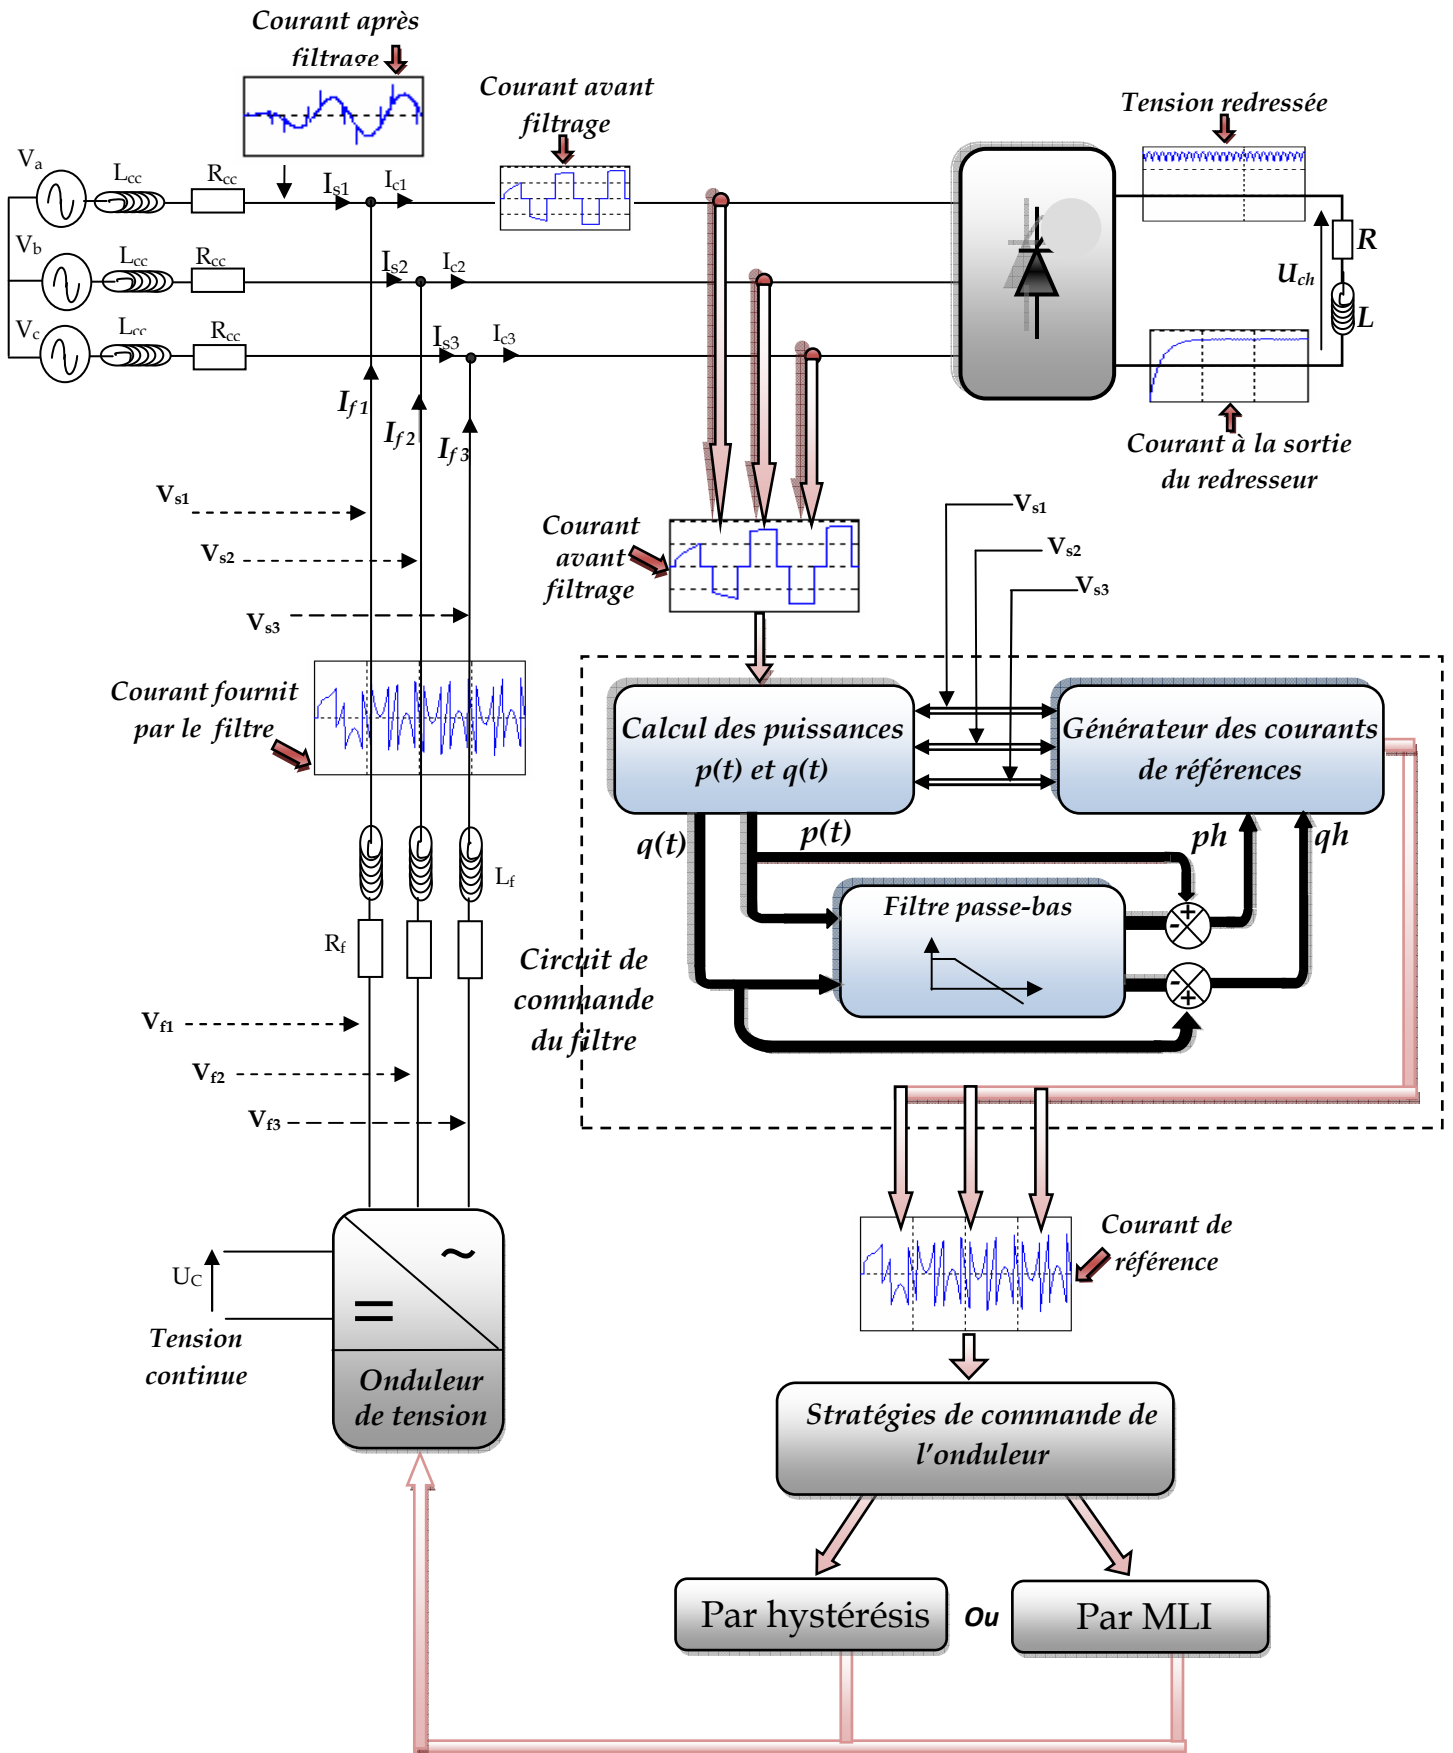 Courant après
filtrage
Courant avant
filtrage
Tension redressée
Va
Lcc
Rcc
Is1
Ic1
Vb
Lcc
Rcc
Is2
Ic2
Vc
Lcc
Rcc
Is3
Ic3
R
Uch
L
If1
If2
If3
Courant à la sortie
du redresseur
Vs1
Vs2
Vs3
Courant
avant
filtrage
Vs1
Vs2
Vs3
Courant fournit
par le filtre
Calcul des puissances
p(t) et q(t)
Générateur des courants
de références
q(t)
p(t)
ph
qh
Lf
Rf
Filtre passe-bas
+
-
-
+
Circuit de
commande
du filtre
Vf1
Vf2
Vf3
UC
Tension
continue
~
=
Onduleur
de tension
Courant de
référence
Stratégies de commande de
l'onduleur
Par hystérésis
Ou
Par MLI